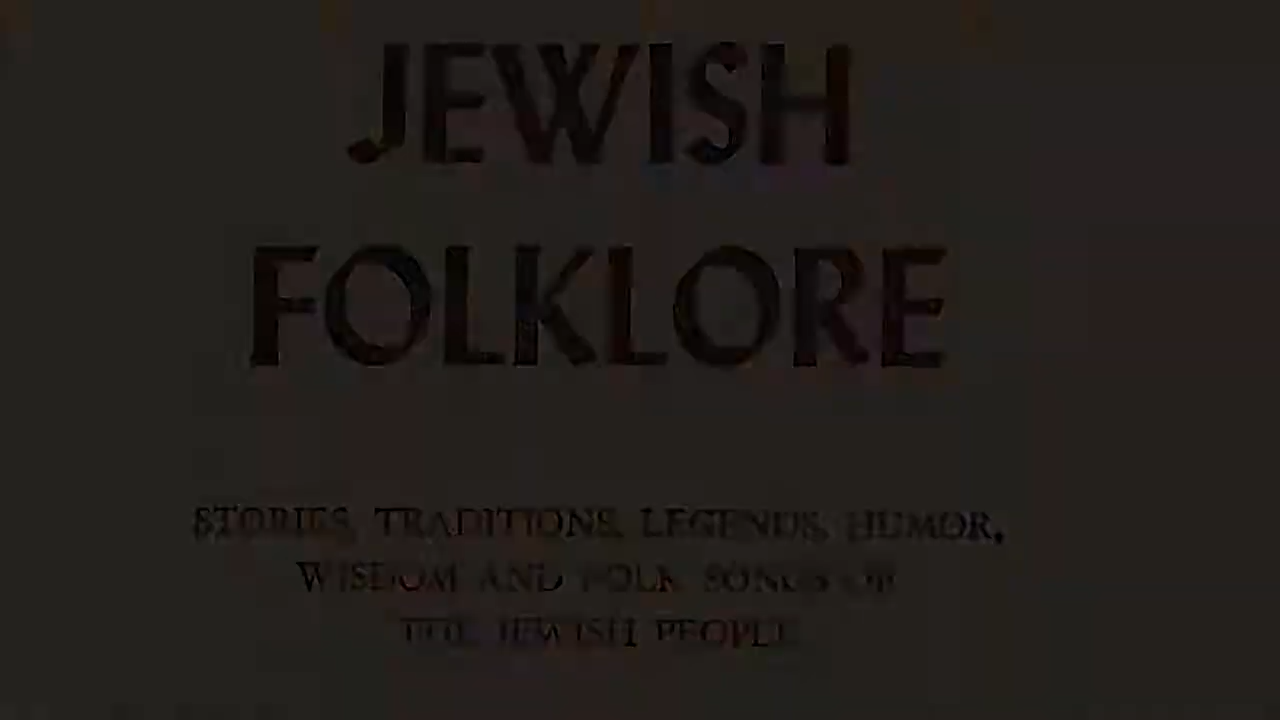 JEWISH
FOLKLORE
STORIES, TRADITIONS, LEGENDS, HUMOR,
WISDOM AND FOLK SONGS OF
THE JEWISH PEOPLE